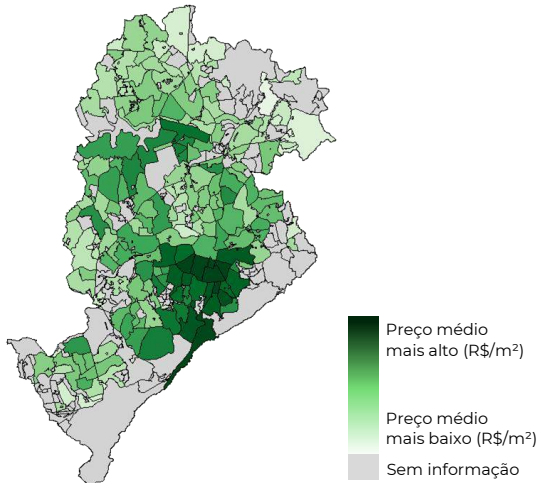 Preço médio
mais alto (R$/m²)
Preço médio
mais baixo (R$/m²)
Sem informação